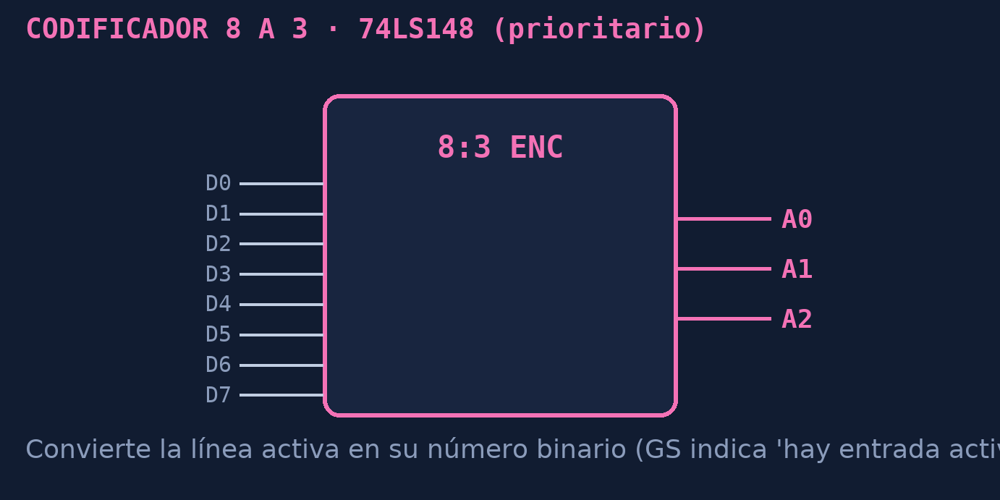 CODIFICADOR 8 A 3 · 74LS148 (prioritario)
8:3 ENC
D0
D1
D2
D3
D4
D5
D6
D7
A0
A1
A2
Convierte la línea activa en su número binario (GS indica 'hay entrada